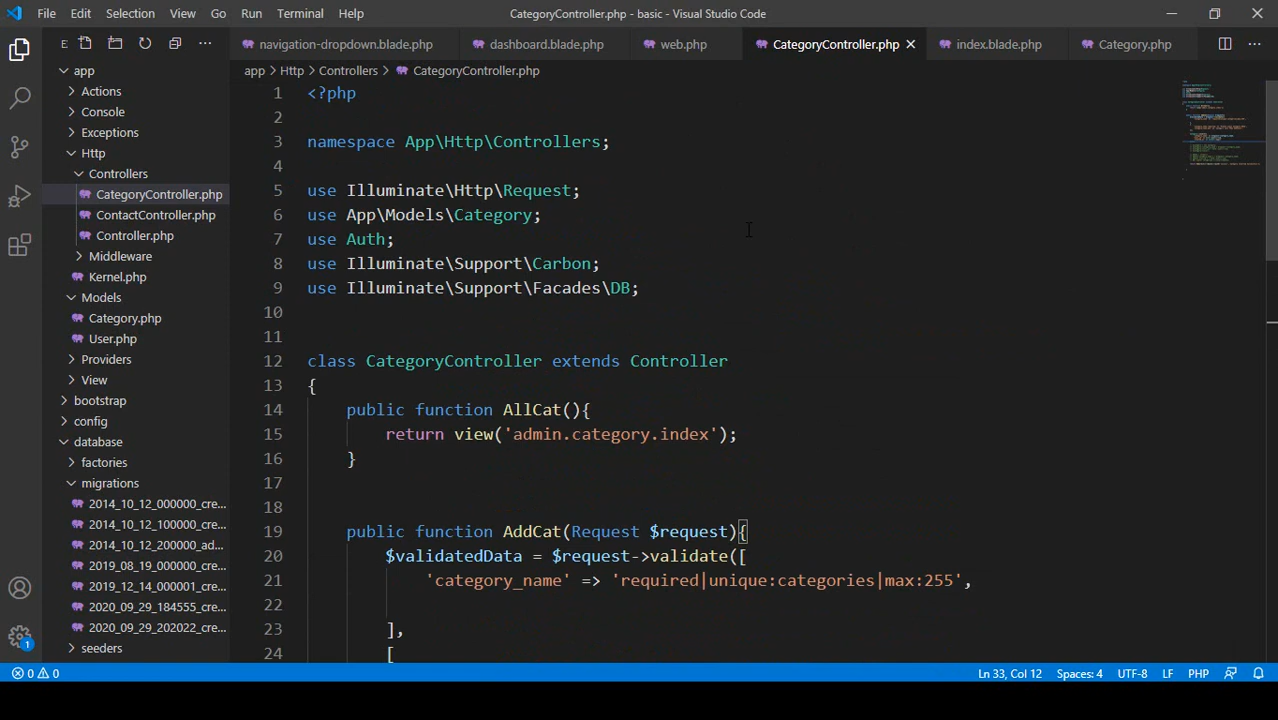 File Edit Selection View Go Run Terminal Help
CategoryController.php - basic - Visual Studio Code
E
navigation-dropdown.blade.php
dashboard.blade.php
web.php
CategoryController.php
index.blade.php
Category.php
app > Http > Controllers > CategoryController.php
app
Actions
Console
Exceptions
Http
Controllers
CategoryController.php
ContactController.php
Controller.php
Middleware
Kernel.php
Models
Category.php
User.php
Providers
View
bootstrap
config
database
factories
migrations
2014_10_12_000000_cre...
2014_10_12_100000_cre...
2014_10_12_200000_ad...
2019_08_19_000000_cre...
2019_12_14_000001_cre...
2020_09_29_184555_cre...
2020_09_29_202022_cre...
seeders
1 <?php
2
3 namespace App\Http\Controllers;
4
5 use Illuminate\Http\Request;
6 use App\Models\Category;
7 use Auth;
8 use Illuminate\Support\Carbon;
9 use Illuminate\Support\Facades\DB;
10
11
12 class CategoryController extends Controller
13 {
14 public function AllCat(){
15 return view('admin.category.index');
16 }
17
18
19 public function AddCat(Request $request){
20 $validatedData = $request->validate([
21 'category_name' => 'required|unique:categories|max:255',
22
23 ],
24 [
1
0 0
Ln 33, Col 12
Spaces: 4
UTF-8
LF
PHP